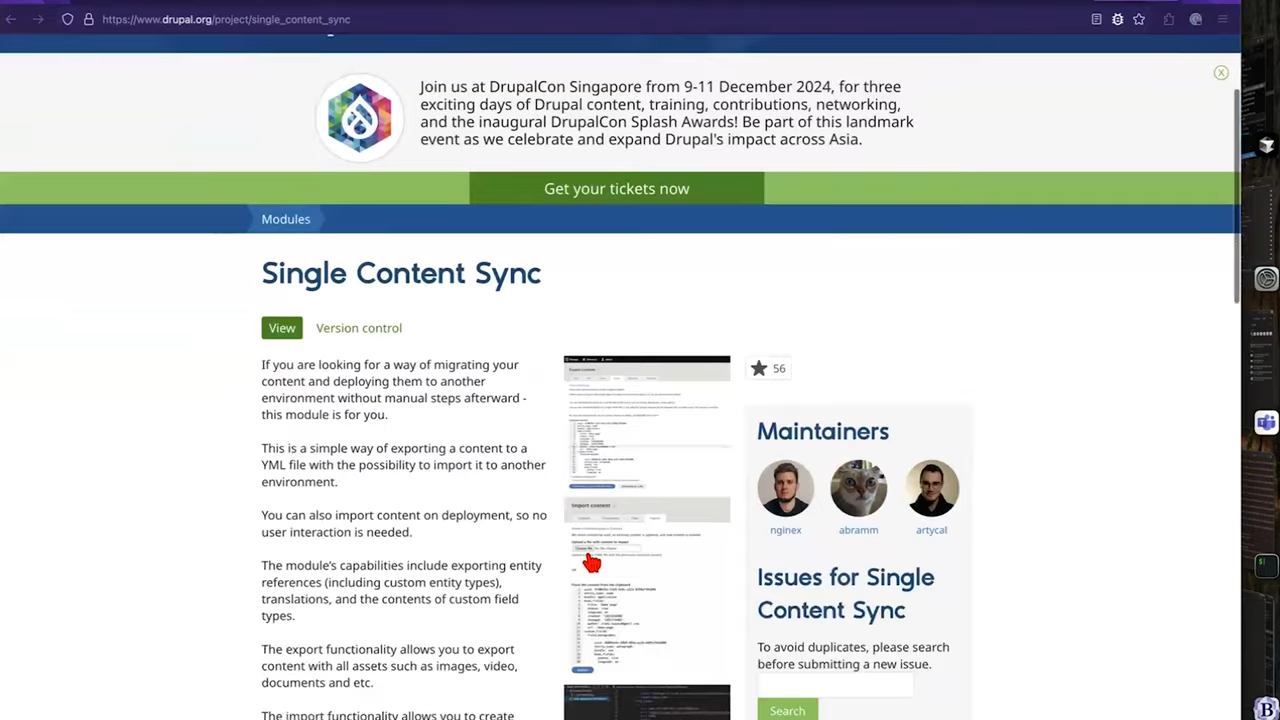 https://www.drupal.org/project/single_content_sync
Join us at DrupalCon Singapore from 9-11 December 2024, for three
exciting days of Drupal content, training, contributions, networking,
and the inaugural DrupalCon Splash Awards! Be part of this landmark
event as we celebrate and expand Drupal's impact across Asia.
Get your tickets now
Modules
Single Content Sync
View
Version control
If you are looking for a way of migrating your
content and deploying them to another
environment without manual steps afterward -
this module is for you.
This is a simple way of exporting a content to a
YML file with the possibility to import it to another
environment.
You can also import content on deployment, so no
user interaction is needed.
The module's capabilities include exporting entity
references (including custom entity types),
translations and content of custom field
types.
The export functionality allows you to export
content with all assets such as images, video,
documents and etc.
Export content
Import content
56
Maintainers
nginex
abramm
artycal
Issues for Single
Content Sync
To avoid duplicates, please search
before submitting a new issue.
Search